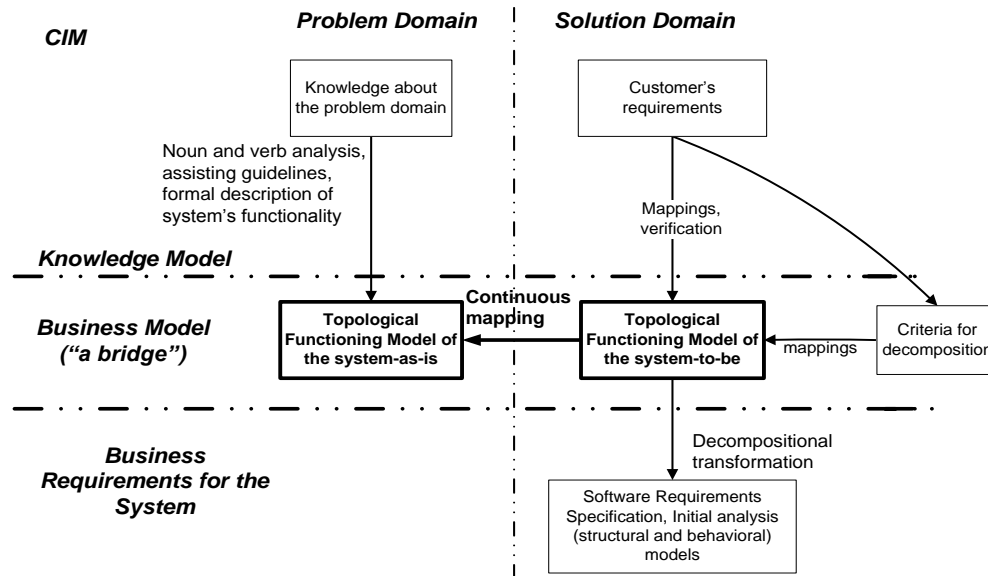 CIM
Problem Domain
Solution Domain
Knowledge about
the problem domain
Customer's
requirements
Noun and verb analysis,
assisting guidelines,
formal description of
system's functionality
Mappings,
verification
Knowledge Model
Business Model
("a bridge")
Topological
Functioning Model of
the system-as-is
Continuous
mapping
Topological
Functioning Model of
the system-to-be
mappings
Criteria for
decomposition
Business
Requirements for the
System
Decompositional
transformation
Software Requirements
Specification, Initial analysis
(structural and behavioral)
models